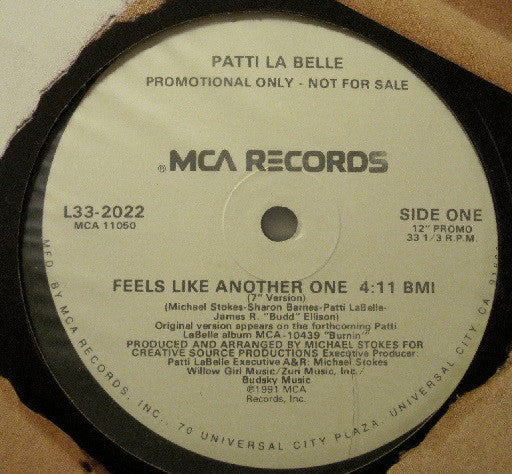 PATTI LA BELLE
PROMOTIONAL ONLY - NOT FOR SALE
® MCA RECORDS
L33-2022
MCA 11050
SIDE ONE
12" PROMO
33 1/3 R.P.M.
FEELS LIKE ANOTHER ONE 4:11 BMI
(7" Version)
(Michael Stokes-Sharon Barnes-Patti LaBelle-
James R. "Budd" Ellison)
Original version appears on the forthcoming Patti
LaBelle album MCA-10439 "Burnin'"
PRODUCED AND ARRANGED BY MICHAEL STOKES FOR
CREATIVE SOURCE PRODUCTIONS Executive Producer:
Patti LaBelle Executive A&R: Michael Stokes
Willow Girl Music/Zuri Music, Inc./
Budsky Music
©1991 MCA
Records, Inc.
MFD. BY MCA RECORDS, INC., 70 UNIVERSAL CITY PLAZA, UNIVERSAL CITY, CA